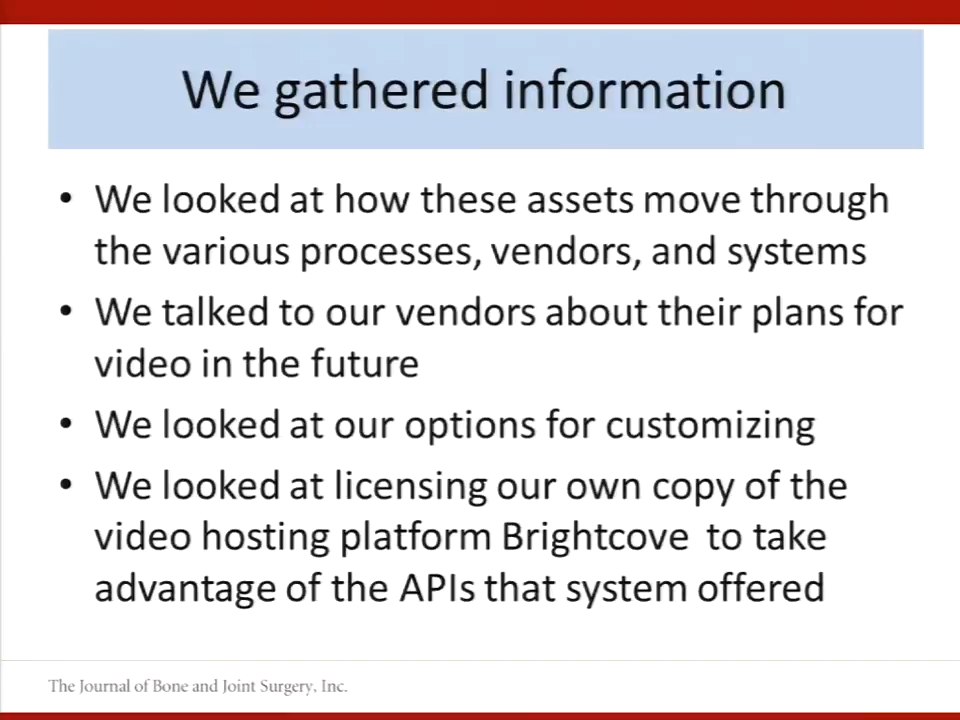 We gathered information
• We looked at how these assets move through
the various processes, vendors, and systems
• We talked to our vendors about their plans for
video in the future
• We looked at our options for customizing
• We looked at licensing our own copy of the
video hosting platform Brightcove to take
advantage of the APIs that system offered
The Journal of Bone and Joint Surgery, Inc.